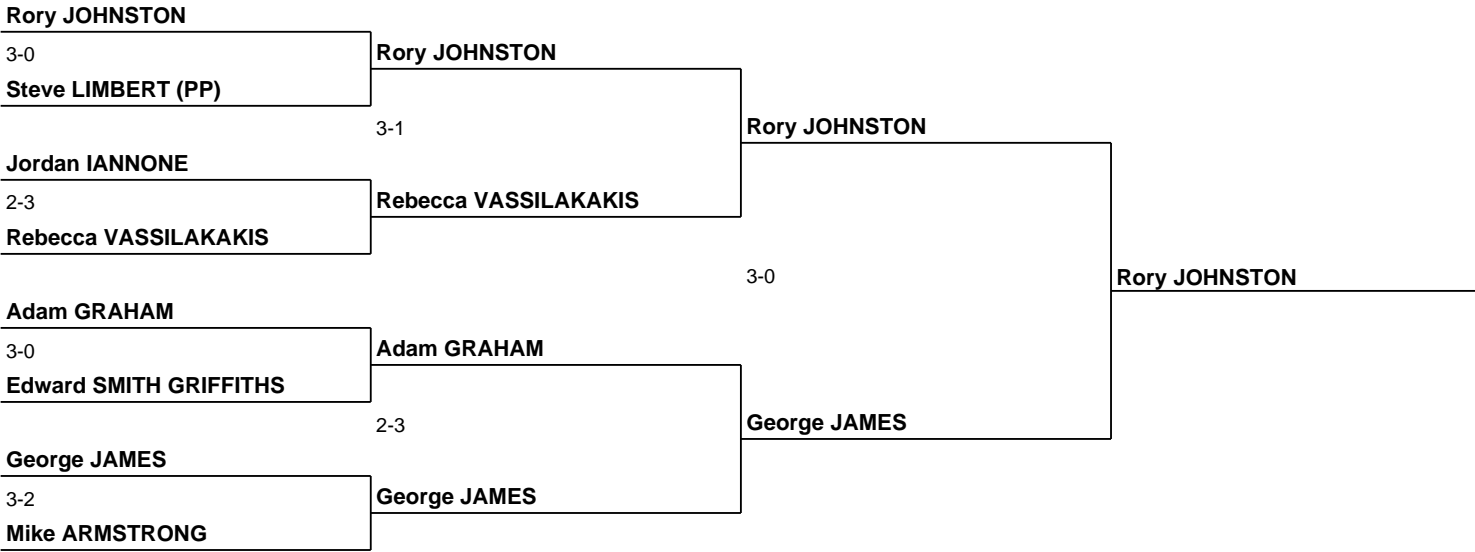 Rory JOHNSTON
3-0
Steve LIMBERT (PP)
Jordan IANNONE
2-3
Rebecca VASSILAKAKIS
Adam GRAHAM
3-0
Edward SMITH GRIFFITHS
George JAMES
3-2
Mike ARMSTRONG
Rory JOHNSTON
3-1
Rebecca VASSILAKAKIS
Adam GRAHAM
2-3
George JAMES
Rory JOHNSTON
3-0
George JAMES
Rory JOHNSTON